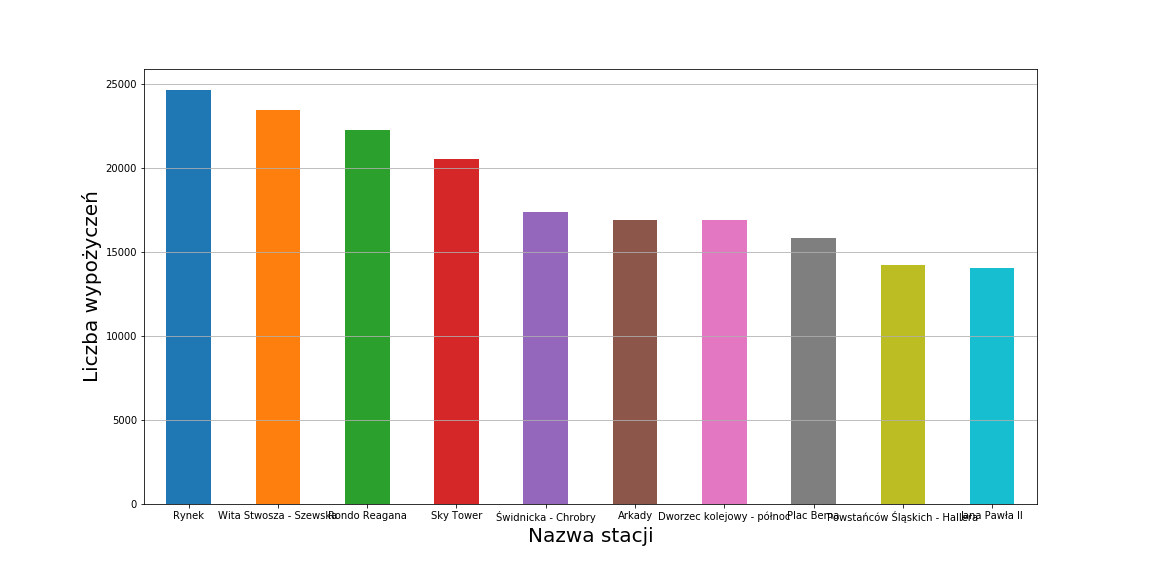 25000
20000
15000
10000
5000
0
Liczba wypożyczeń
Rynek
Wita Stwosza - Szewska
Rondo Reagana
Sky Tower
Świdnicka - Chrobry
Arkady
Dworzec kolejowy - północ
Plac Bema
Powstańców Śląskich - Hallera
Jana Pawła II
Nazwa stacji